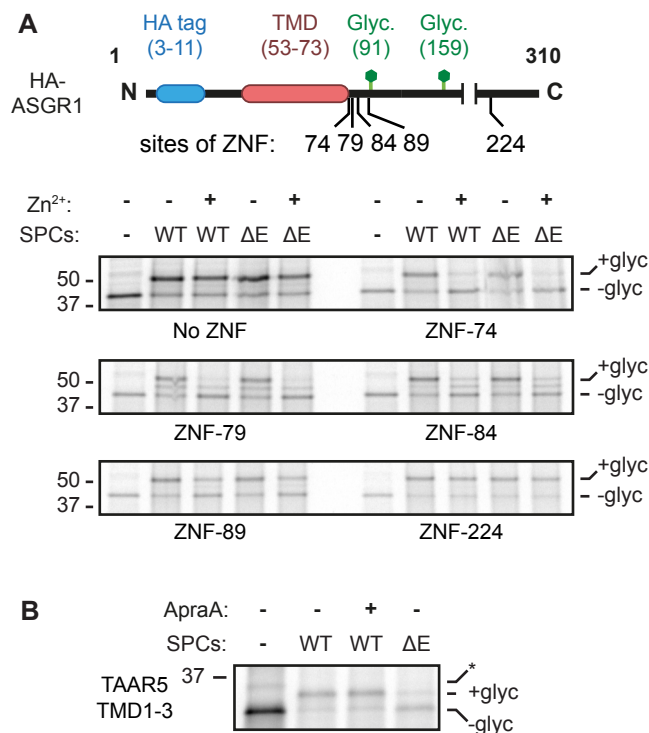 A
HA tag TMD Glyc. Glyc.
(3-11) (53-73) (91) (159)
1 310
HA-
ASGR1
N C
sites of ZNF: 74 79 84 89 224
Zn²⁺: - - + - + - - + - +
SPCs: - WT WT ΔE ΔE - WT WT ΔE ΔE
50
37
+glyc
-glyc
No ZNF ZNF-74
50
37
+glyc
-glyc
ZNF-79 ZNF-84
50
37
+glyc
-glyc
ZNF-89 ZNF-224
B
ApraA: - - + -
SPCs: - WT WT ΔE
37
TAAR5
TMD1-3
*
+glyc
-glyc